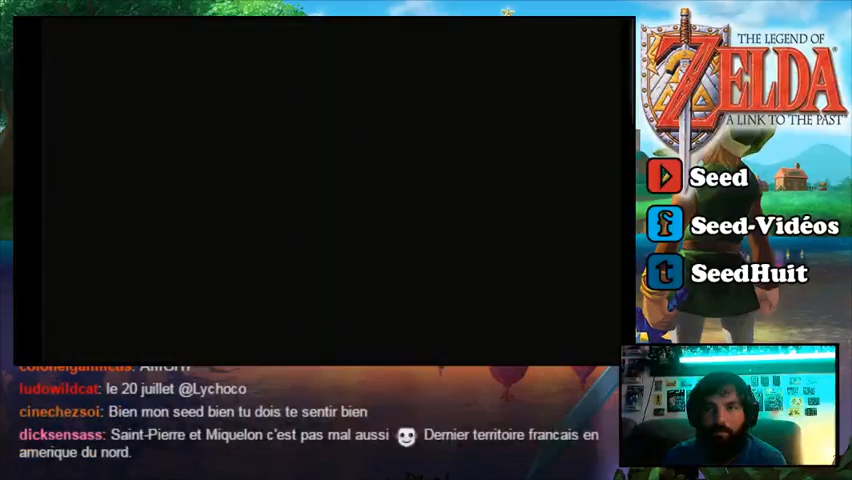 THE LEGEND OF
ZELDA
A LINK TO THE PAST
Seed
Seed-Vidéos
SeedHuit
ludowildcat: le 20 juillet @Lychoco
cinechezsoi: Bien mon seed bien tu dois te sentir bien
dicksensass: Saint-Pierre et Miquelon c'est pas mal aussi Dernier territoire francais en
amerique du nord.